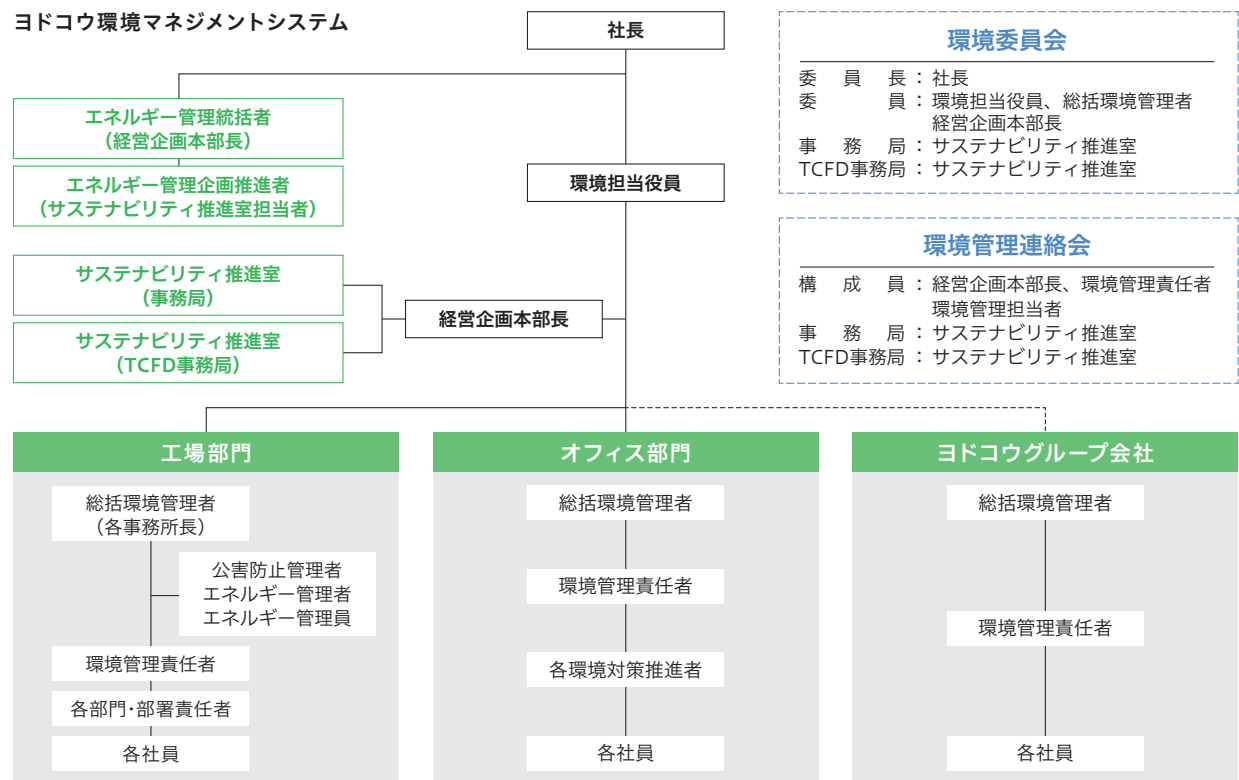 ヨドコウ環境マネジメントシステム
社長
エネルギー管理統括者
(経営企画本部長)
エネルギー管理企画推進者
(サステナビリティ推進室担当者)
環境担当役員
サステナビリティ推進室
(事務局)
サステナビリティ推進室
(TCFD事務局)
経営企画本部長
環境委員会
委員長：社長
委員：環境担当役員、総括環境管理者
経営企画本部長
事務局：サステナビリティ推進室
TCFD事務局：サステナビリティ推進室
環境管理連絡会
構成員：経営企画本部長、環境管理責任者
環境管理担当者
事務局：サステナビリティ推進室
TCFD事務局：サステナビリティ推進室
工場部門
総括環境管理者
(各事務所長)
公害防止管理者
エネルギー管理者
エネルギー管理員
環境管理責任者
各部門・部署責任者
各社員
オフィス部門
総括環境管理者
環境管理責任者
各環境対策推進者
各社員
ヨドコウグループ会社
総括環境管理者
環境管理責任者
各社員